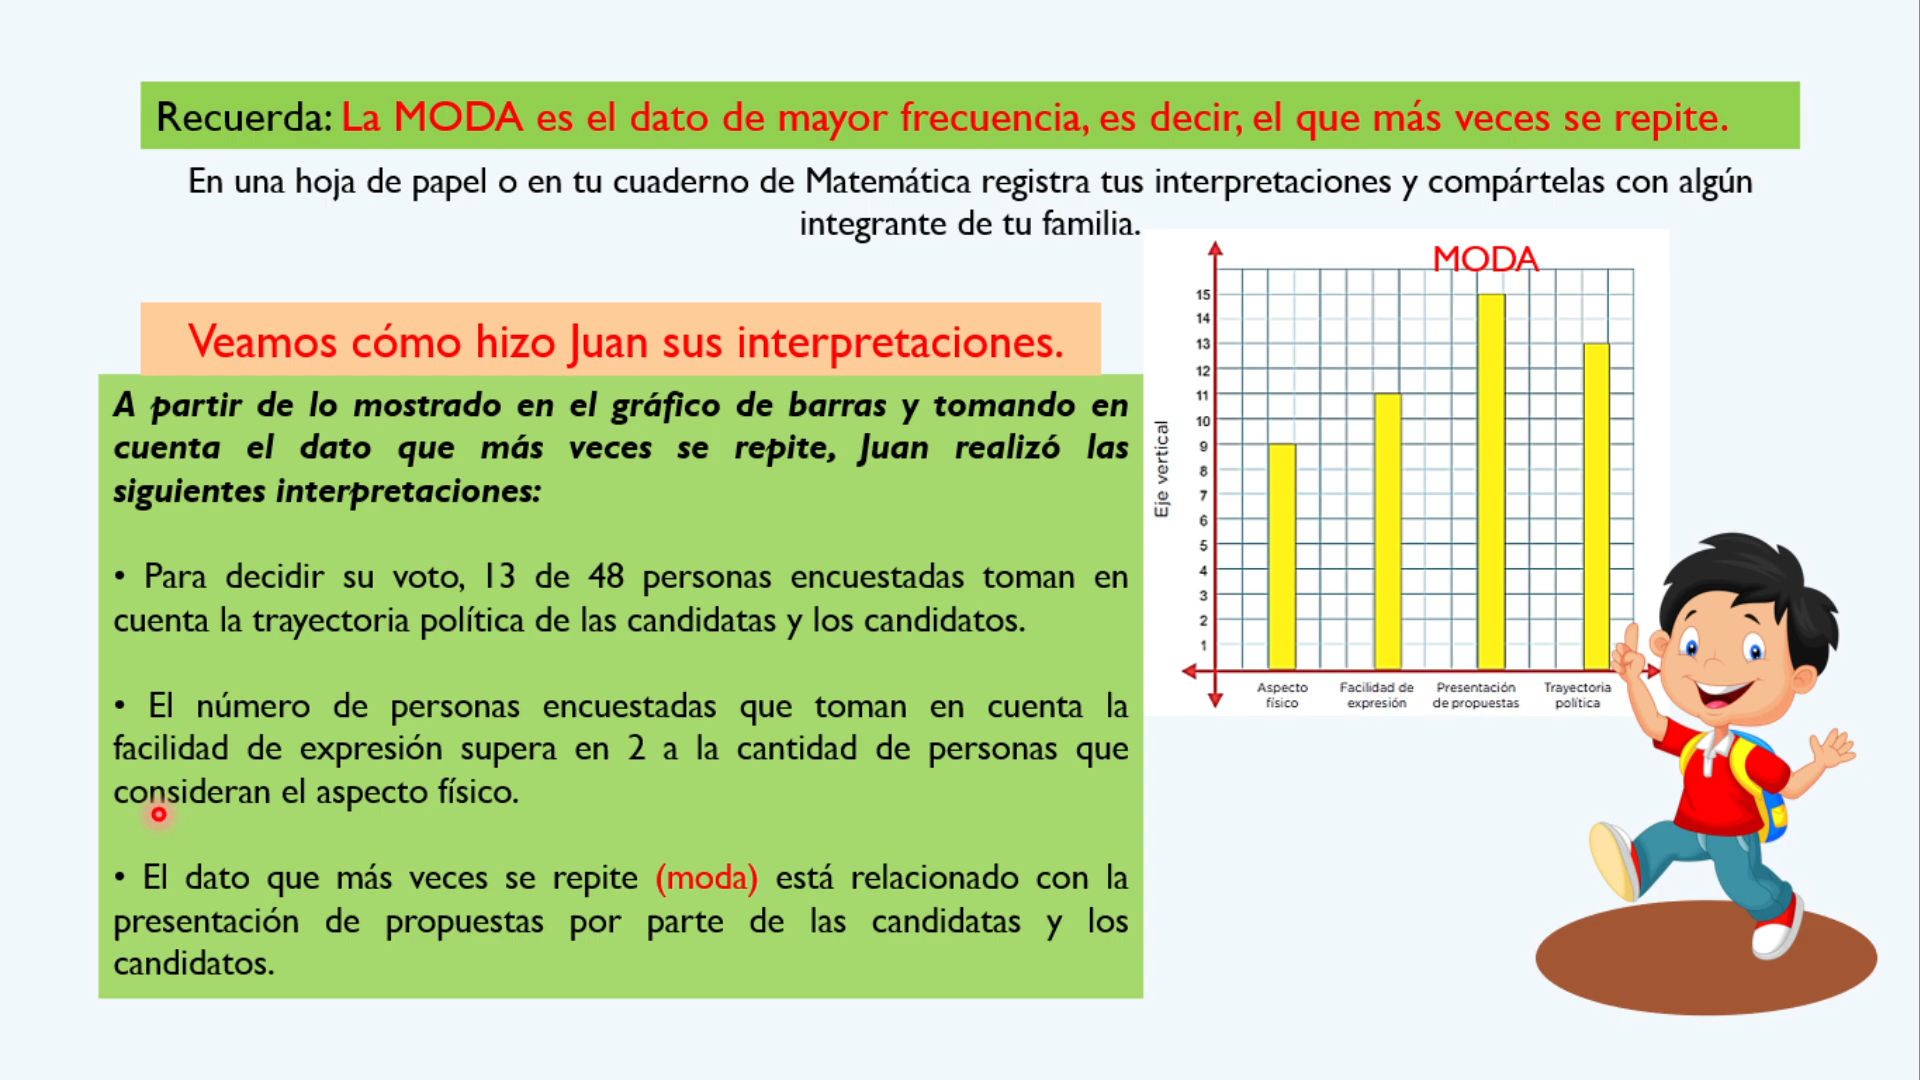 Recuerda: La MODA es el dato de mayor frecuencia, es decir, el que más veces se repite.
En una hoja de papel o en tu cuaderno de Matemática registra tus interpretaciones y compártelas con algún
integrante de tu familia.
Veamos cómo hizo Juan sus interpretaciones.
A partir de lo mostrado en el gráfico de barras y tomando en
cuenta el dato que más veces se repite, Juan realizó las
siguientes interpretaciones:
• Para decidir su voto, 13 de 48 personas encuestadas toman en
cuenta la trayectoria política de las candidatas y los candidatos.
• El número de personas encuestadas que toman en cuenta la
facilidad de expresión supera en 2 a la cantidad de personas que
consideran el aspecto físico.
• El dato que más veces se repite (moda) está relacionado con la
presentación de propuestas por parte de las candidatas y los
candidatos.
MODA
Eje vertical
15
14
13
12
11
10
9
8
7
6
5
4
3
2
1
Aspecto
físico
Facilidad de
expresión
Presentación
de propuestas
Trayectoria
política